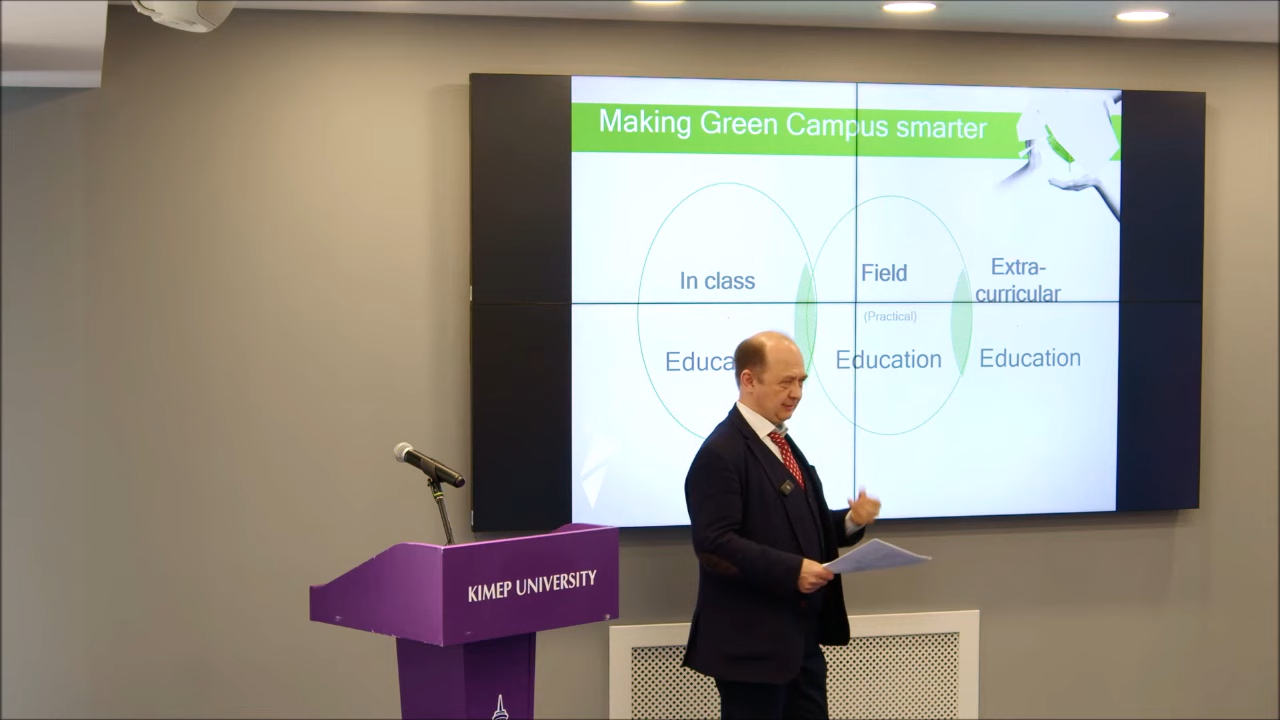 Making Green Campus smarter
In class
Field
Extra-
curricular
(Practical)
Educa
Education
Education
KIMEP UNIVERSITY